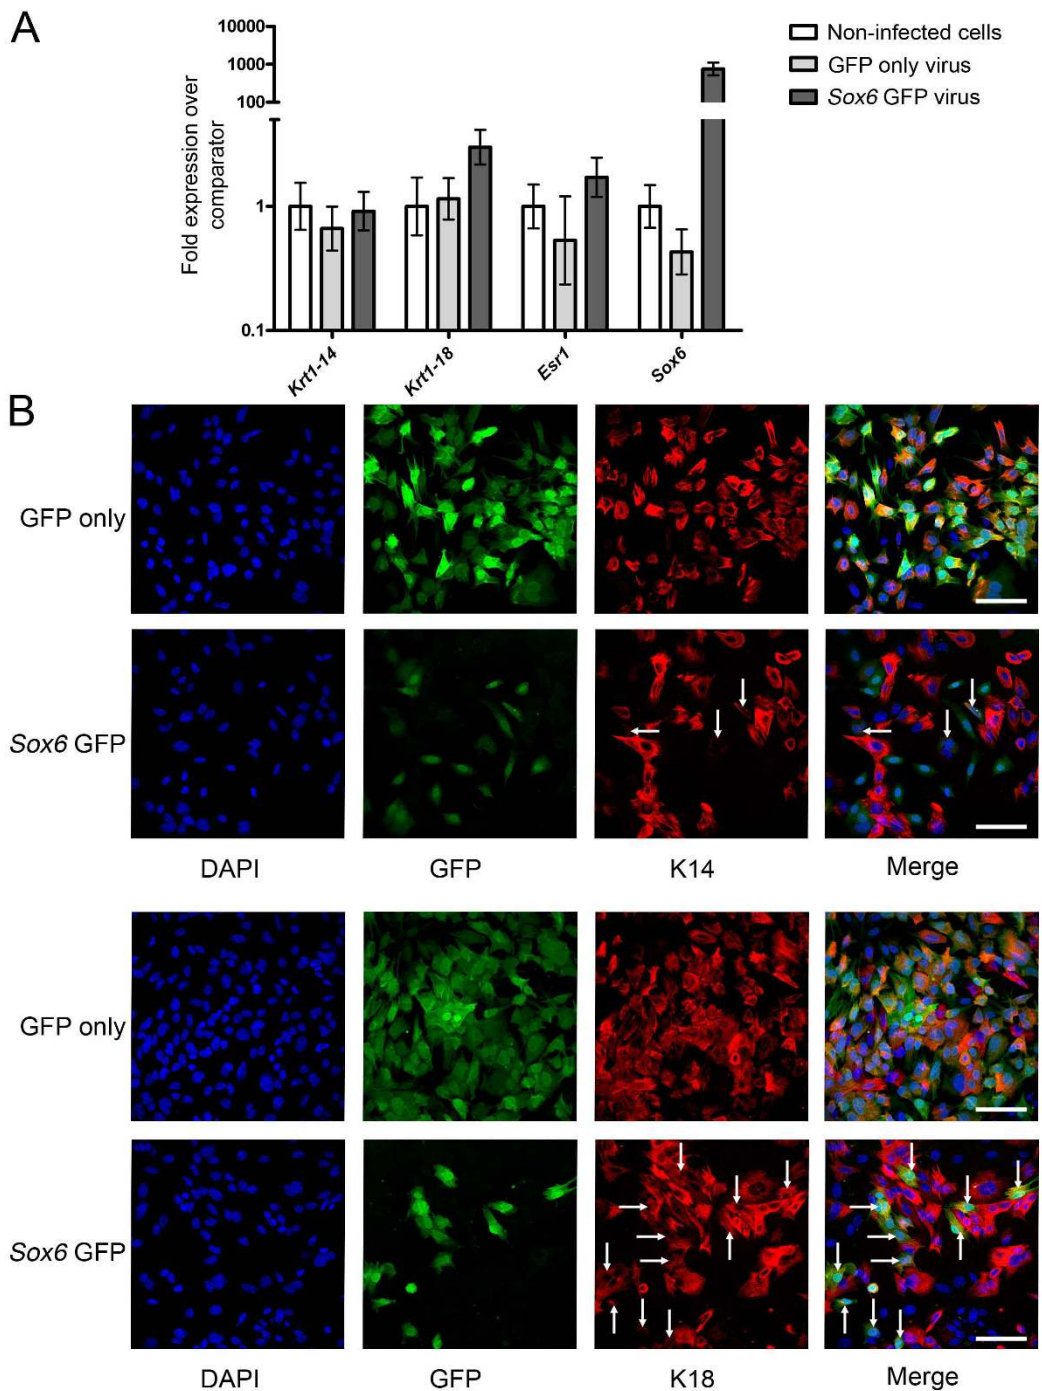 A
10000
1000
100
1
0.1
Fold expression over
comparator
Non-infected cells
GFP only virus
Sox6 GFP virus
Krt1-14
Krt1-18
Esr1
Sox6
B
GFP only
Sox6 GFP
DAPI GFP K14 Merge
GFP only
Sox6 GFP
DAPI GFP K18 Merge